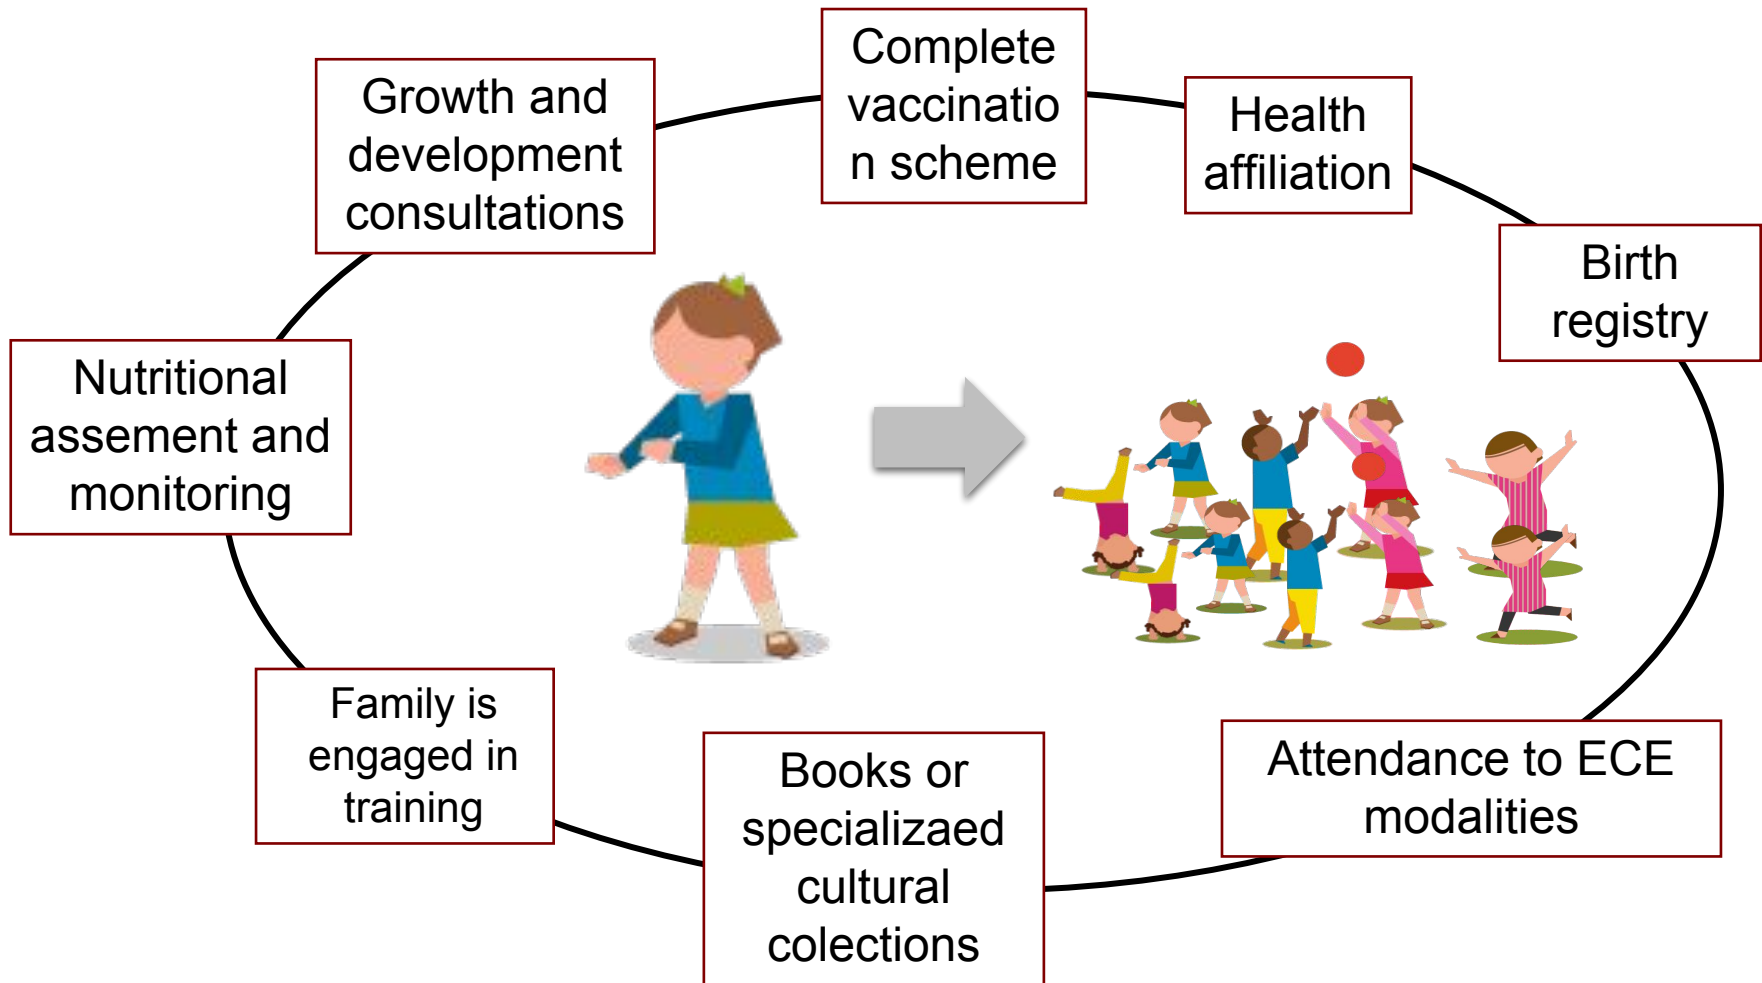 Complete
vaccinatio
n scheme
Health
affiliation
Birth
registry
Attendance to ECE
modalities
Books or
specializaed
cultural
colections
Family is
engaged in
training
Nutritional
assement and
monitoring
Growth and
development
consultations